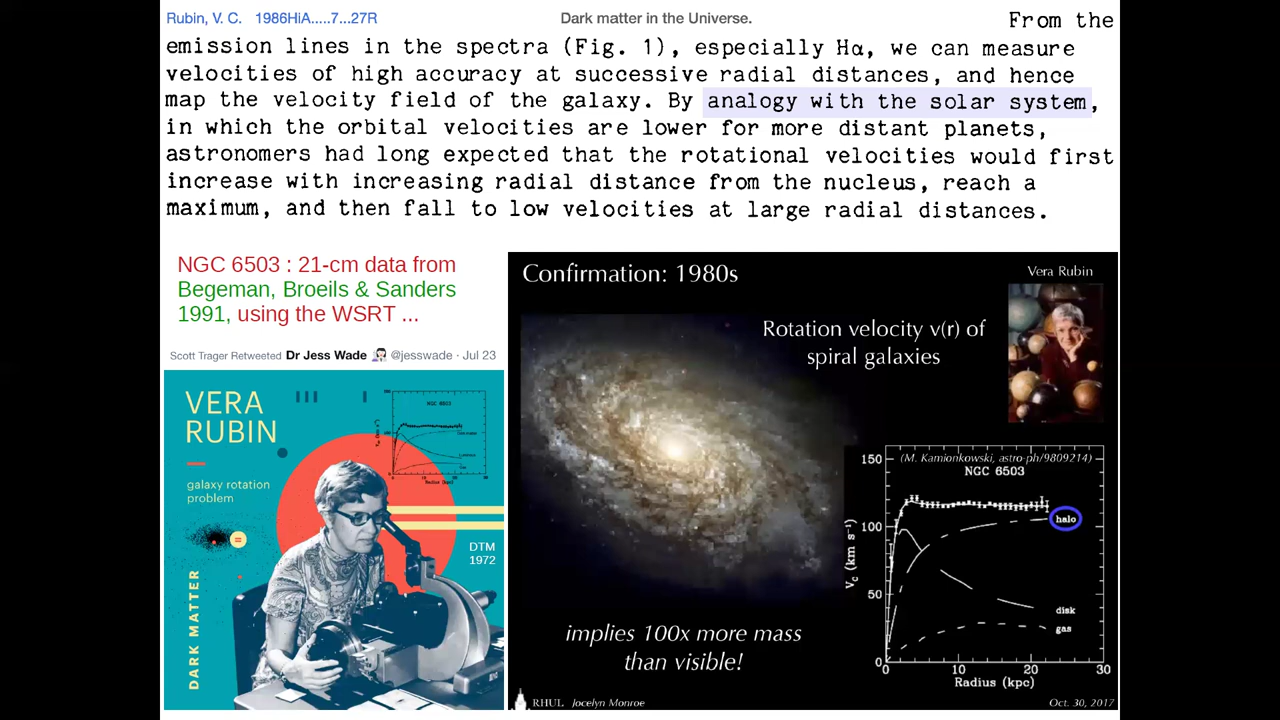 Rubin, V. C. 1986HiA.....7...27R
Dark matter in the Universe.
From the
emission lines in the spectra (Fig. 1), especially Hα, we can measure
velocities of high accuracy at successive radial distances, and hence
map the velocity field of the galaxy. By analogy with the solar system,
in which the orbital velocities are lower for more distant planets,
astronomers had long expected that the rotational velocities would first
increase with increasing radial distance from the nucleus, reach a
maximum, and then fall to low velocities at large radial distances.
NGC 6503 : 21-cm data from
Begeman, Broeils & Sanders
1991, using the WSRT ...
Scott Trager Retweeted Dr Jess Wade @jesswade · Jul 23
VERA
RUBIN
galaxy rotation
problem
NGC 6503
Radius (kpc)
DTM
1972
DARK MATTER
Confirmation: 1980s
Vera Rubin
Rotation velocity v(r) of
spiral galaxies
implies 100x more mass
than visible!
(M. Kamionkowski, astro-ph/9809214)
NGC 6503
150
100
50
0
Vc (km s⁻¹)
halo
disk
gas
0 10 20 30
Radius (kpc)
RHUL Jocelyn Monroe
Oct. 30, 2017